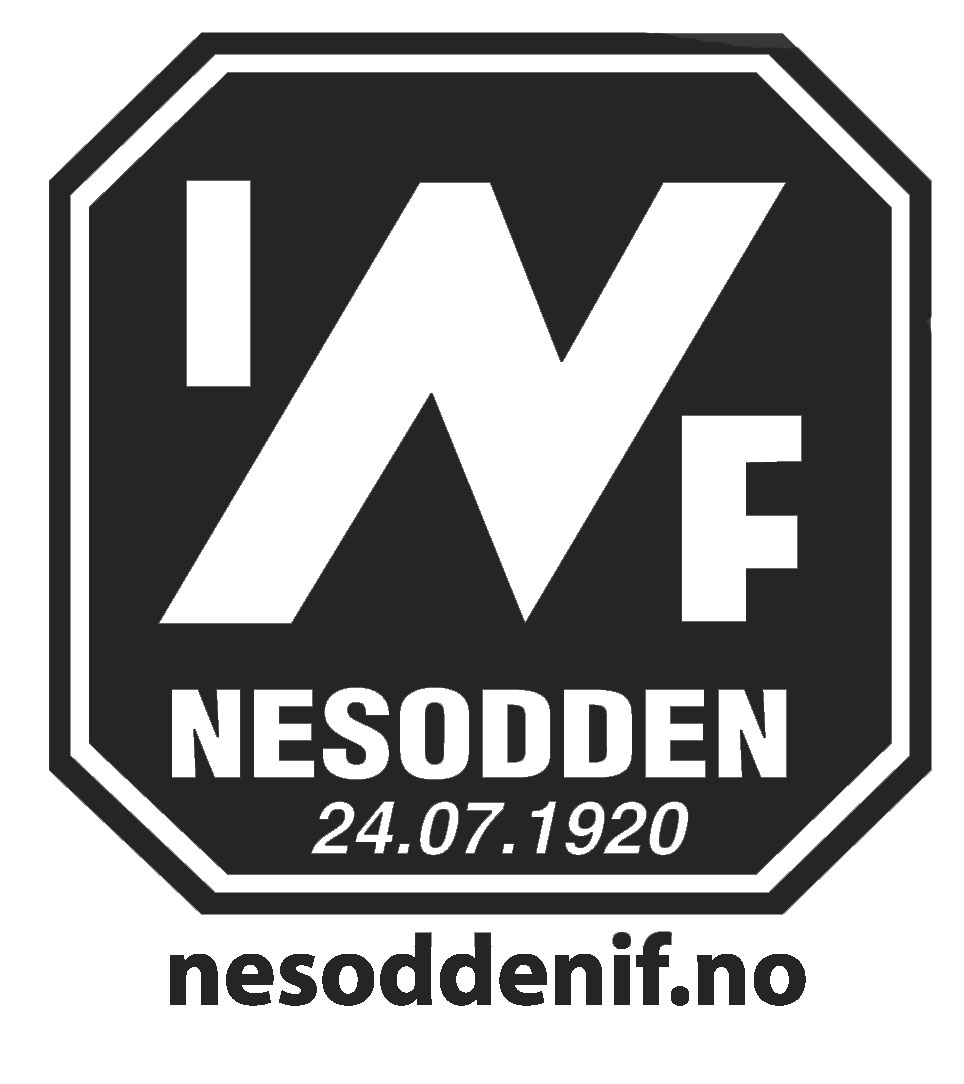 I N F
NESODDEN
24.07.1920
nesoddenif.no